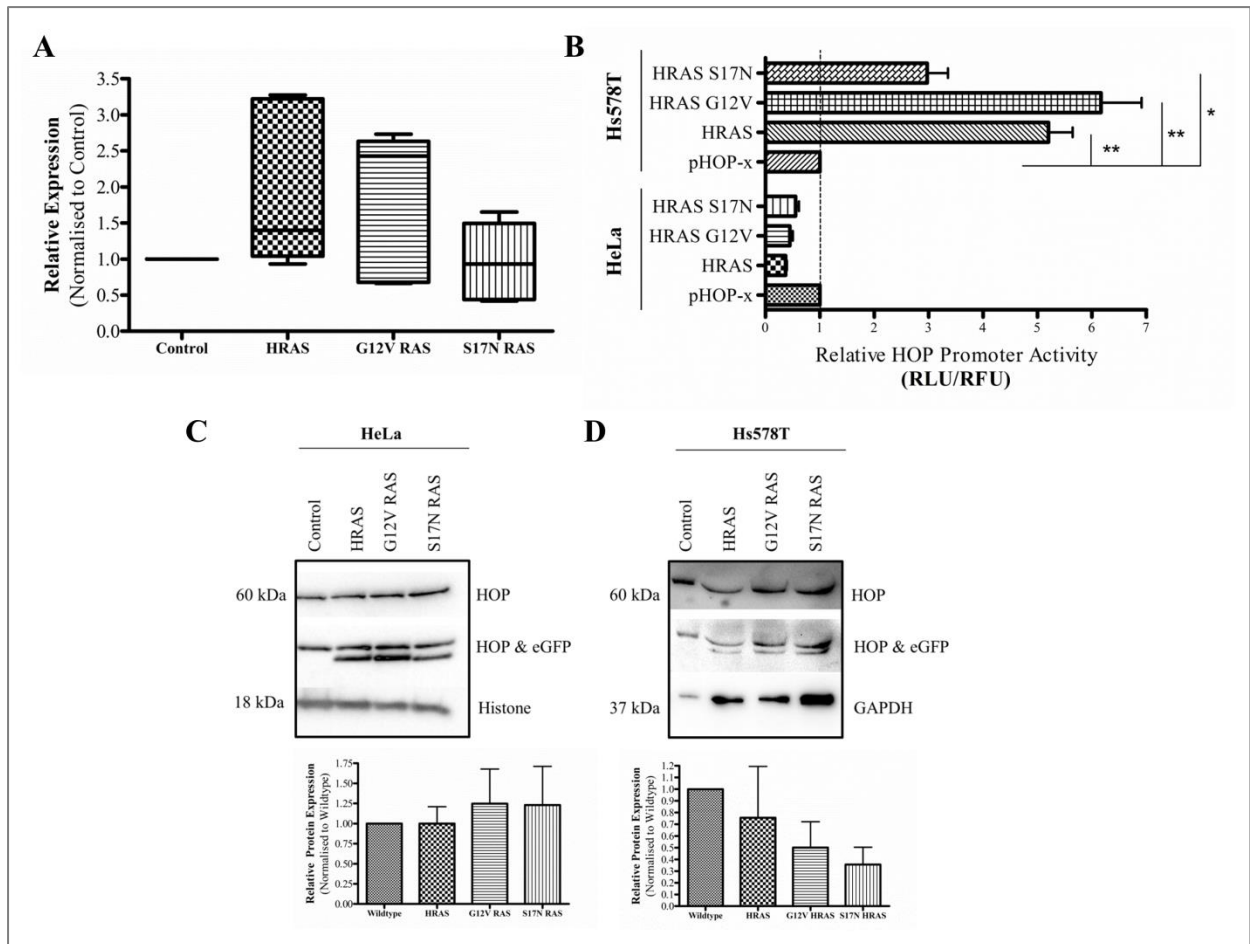 A
Relative Expression
(Normalised to Control)
3.5
3.0
2.5
2.0
1.5
1.0
0.5
0.0
Control HRAS G12V RAS S17N RAS
B
Hs578T
HRAS S17N
HRAS G12V
HRAS
pHOP-x
HeLa
HRAS S17N
HRAS G12V
HRAS
pHOP-x
*
**
**
0 1 2 3 4 5 6 7
Relative HOP Promoter Activity
(RLU/RFU)
C
HeLa
Control HRAS G12V RAS S17N RAS
60 kDa HOP
HOP & eGFP
18 kDa Histone
Relative Protein Expression
(Normalised to Wildtype)
1.75
1.50
1.25
1.00
0.75
0.50
0.25
0.00
Wildtype HRAS G12V RAS S17N RAS
D
Hs578T
Control HRAS G12V RAS S17N RAS
60 kDa HOP
HOP & eGFP
37 kDa GAPDH
Relative Protein Expression
(Normalised to Wildtype)
1.2
1.1
1.0
0.9
0.8
0.7
0.6
0.5
0.4
0.3
0.2
0.1
0.0
Wildtype HRAS G12V HRAS S17N HRAS